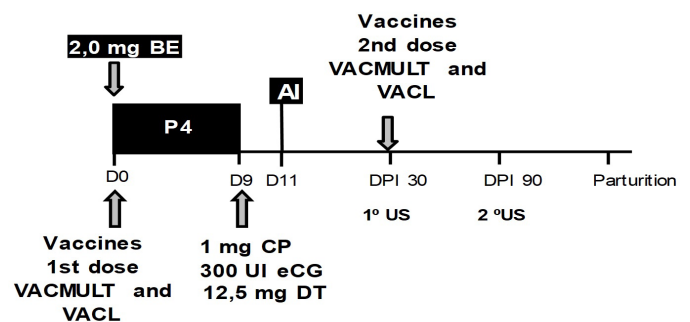 Vaccines
2nd dose
VACMULT and
VACL
2,0 mg BE
AI
P4
D0
D9
D11
DPI 30
DPI 90
Parturition
1º US
2 ºUS
Vaccines
1st dose
VACMULT and
VACL
1 mg CP
300 UI eCG
12,5 mg DT